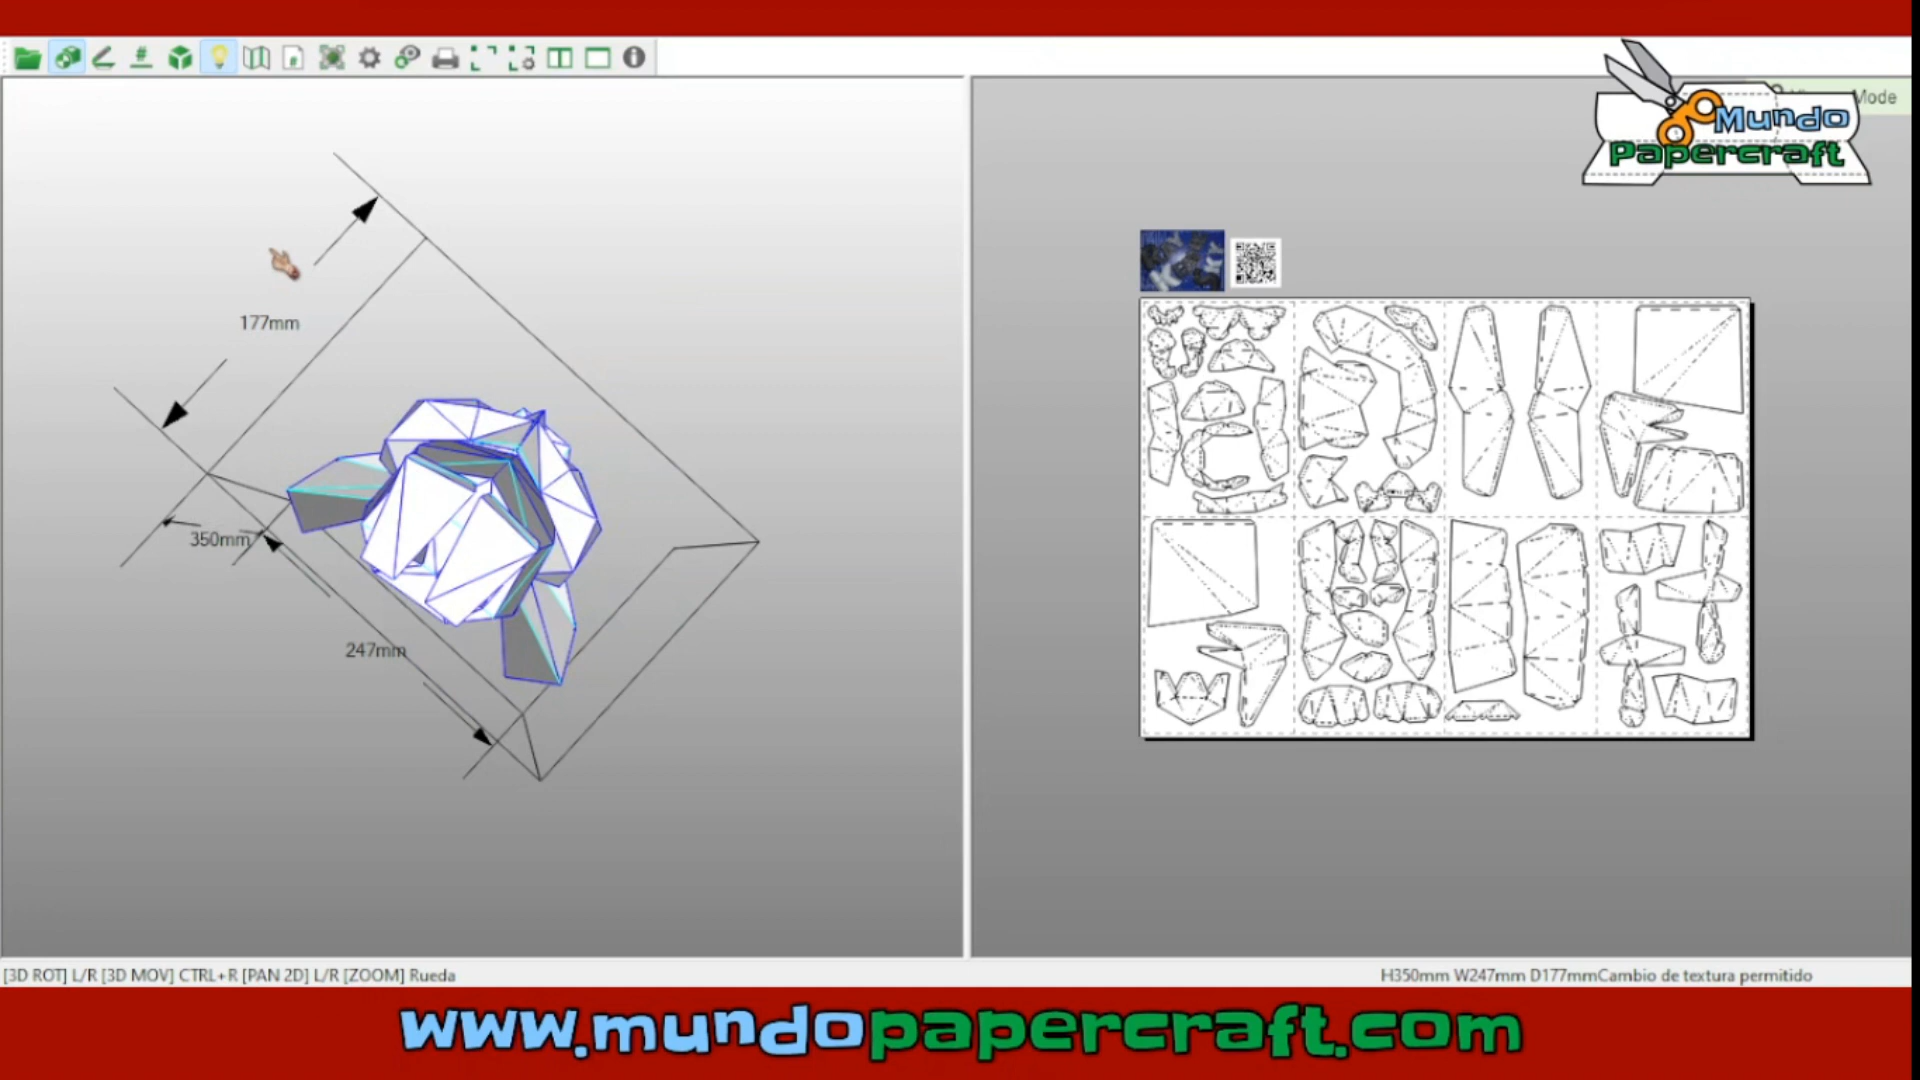 Mode
Mundo
Papercraft
177mm
350mm
247mm
[3D ROT] L/R [3D MOV] CTRL+R [PAN 2D] L/R [ZOOM] Rueda
H350mm W247mm D177mmCambio de textura permitido
www.mundopapercraft.com